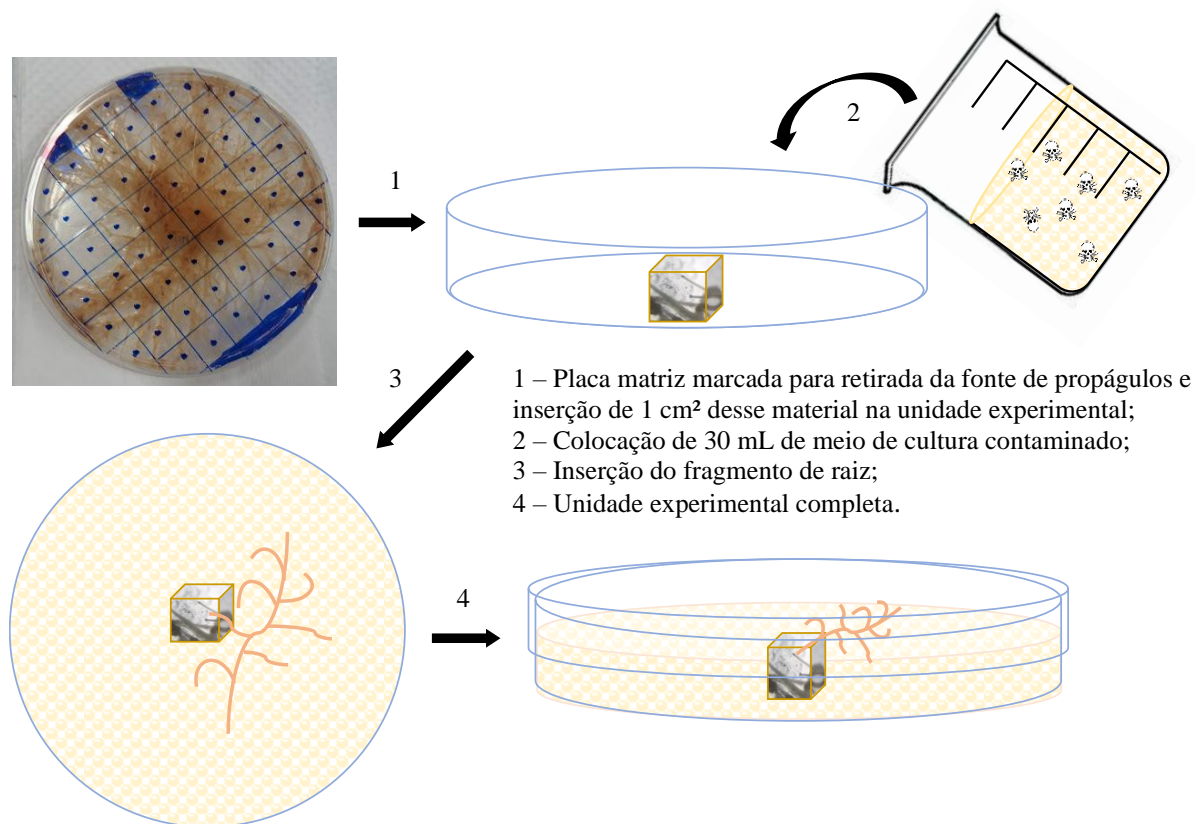 1
2
3
1 – Placa matriz marcada para retirada da fonte de propágulos e
inserção de 1 cm² desse material na unidade experimental;
2 – Colocação de 30 mL de meio de cultura contaminado;
3 – Inserção do fragmento de raiz;
4 – Unidade experimental completa.
4